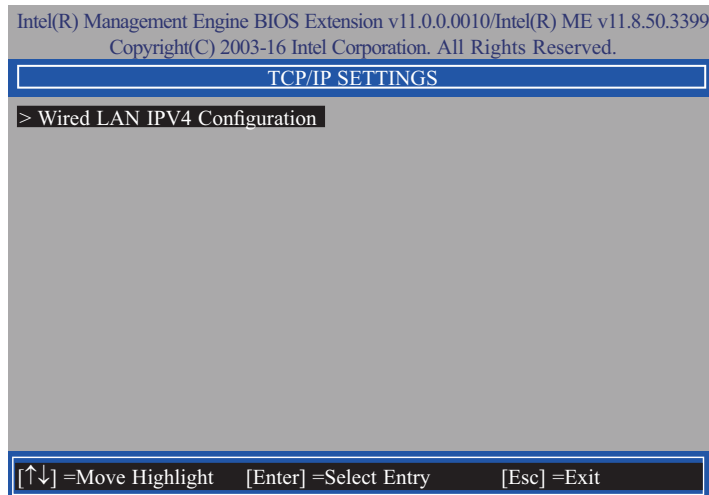 Intel(R) Management Engine BIOS Extension v11.0.0.0010/Intel(R) ME v11.8.50.3399
Copyright(C) 2003-16 Intel Corporation. All Rights Reserved.
TCP/IP SETTINGS
> Wired LAN IPV4 Configuration
[↑↓] =Move Highlight [Enter] =Select Entry [Esc] =Exit